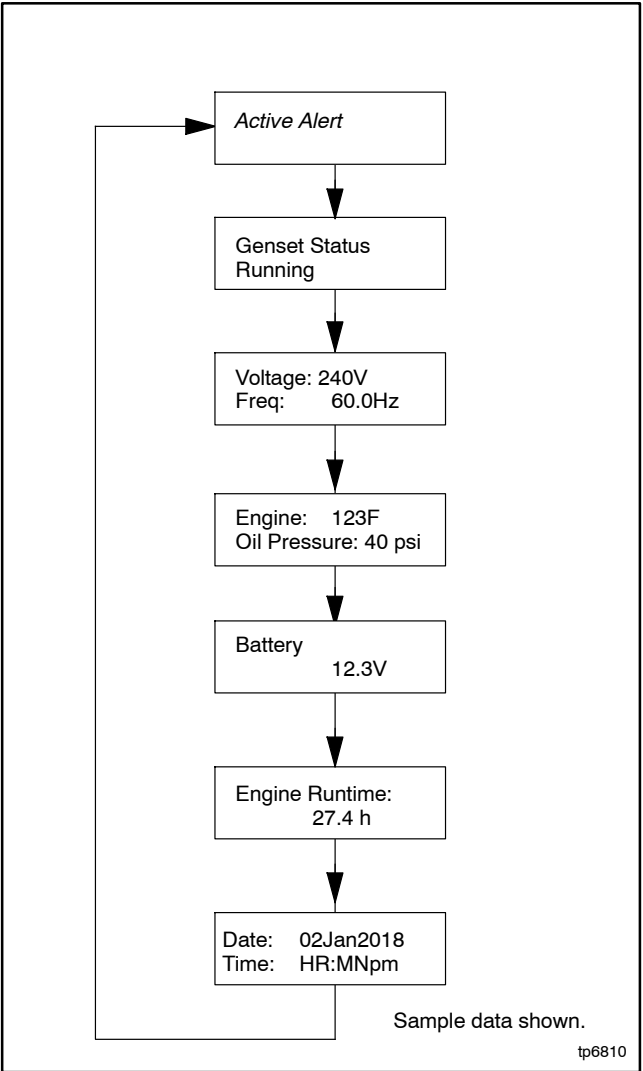 Active Alert
Genset Status
Running
Voltage: 240V
Freq: 60.0Hz
Engine: 123F
Oil Pressure: 40 psi
Battery
12.3V
Engine Runtime:
27.4 h
Date: 02Jan2018
Time: HR:MNpm
Sample data shown.
tp6810